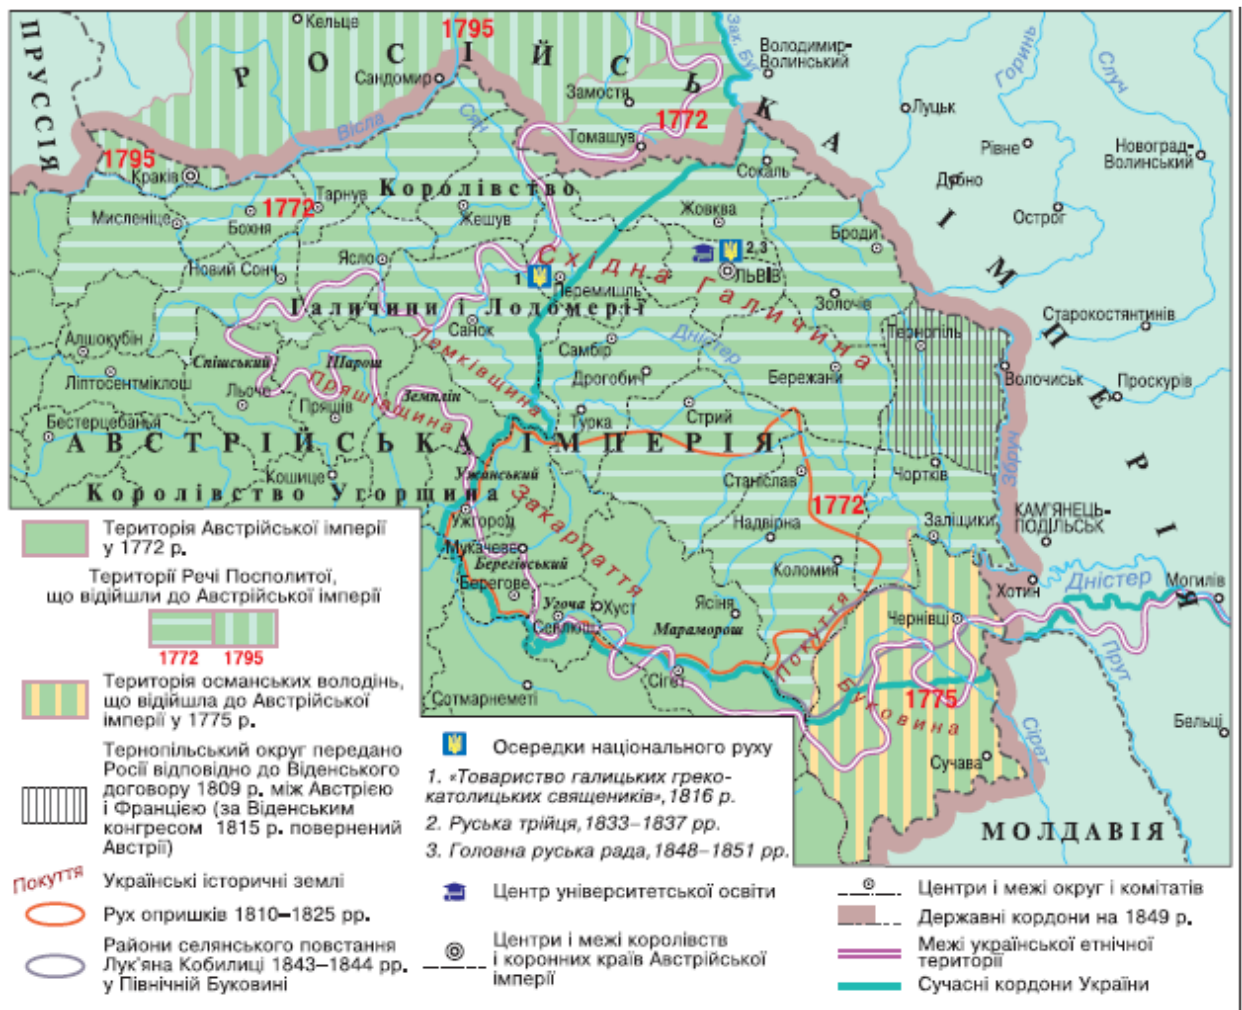 ПРУССІЯ
РОСІЙСЬКА ІМПЕРІЯ
Кельце
1795
Зах. Буг
Володимир-
Волинський
Горинь
Случ
Сандомир
Замостя
1772
Томашув
Луцьк
Рівне
Новоград-
Волинський
Вісла
Сян
1795
Краків
Сокаль
Дубно
Острог
Мисленіце
Бохня
1772
Тарнув
Королівство
Жешув
Жовква
Броди
Новий Сонч
Ясло
Східна Галичина
1
Перемишль
2,3
ЛЬВІВ
Золочів
Галичини і Лодомерії
Санок
Старокостянтинів
Алшокубін
Спішський
Шарош
Лемківщина
Самбір
Дністер
Тернопіль
Ліптосентміклош
Льоче
Пряшівщина
Земплін
Дрогобич
Бережани
Волочиськ
Проскурів
Бестерцебанья
Пряшів
Турка
Стрий
АВСТРІЙСЬКА ІМПЕРІЯ
Збруч
Кошице
Ужанський
Станіслав
Чортків
Королівство Угорщина
Закарпаття
1772
Ужгород
Надвірна
Заліщики
КАМ'ЯНЕЦЬ-
ПОДІЛЬСЬК
Мукачеве
Берегівський
Берегове
Коломия
Хотин
Дністер
Могилів
Угоча
Хуст
Ясіня
Севлюш
Мараморош
Покуття
Чернівці
Прут
Сігет
Сотмарнеметі
Буковина
1775
Сірет
Бельці
Сучава
МОЛДАВІЯ
Територія Австрійської імперії
у 1772 р.
Території Речі Посполитої,
що відійшли до Австрійської імперії
1772 1795
Територія османських володінь,
що відійшла до Австрійської
імперії у 1775 р.
Тернопільський округ передано
Росії відповідно до Віденського
договору 1809 р. між Австрією
і Францією (за Віденським
конгресом 1815 р. повернений
Австрії)
Покуття Українські історичні землі
Рух опришків 1810–1825 рр.
Райони селянського повстання
Лук'яна Кобилиці 1843–1844 рр.
у Північній Буковині
Осередки національного руху
1. «Товариство галицьких греко-
католицьких священиків», 1816 р.
2. Руська трійця, 1833–1837 рр.
3. Головна руська рада, 1848–1851 рр.
Центр університетської освіти
Центри і межі королівств
і коронних країв Австрійської
імперії
Центри і межі округ і комітатів
Державні кордони на 1849 р.
Межі української етнічної
території
Сучасні кордони України